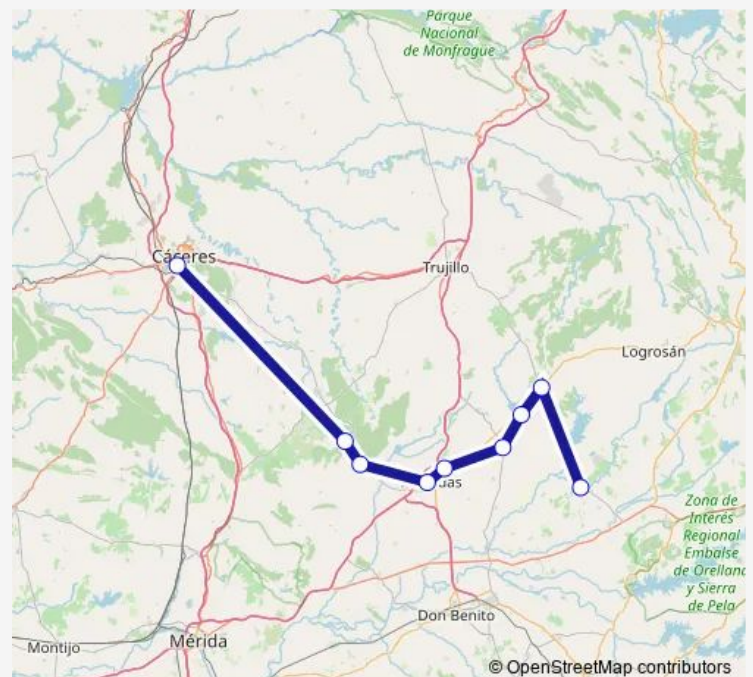 Parque
Nacional
de Monfragüe
Cáceres
Trujillo
Logrosán
Zona de
Interés
Regional
Embalse
de Orellana
y Sierra
de Pela
Don Benito
Montijo
Mérida
© OpenStreetMap contributors